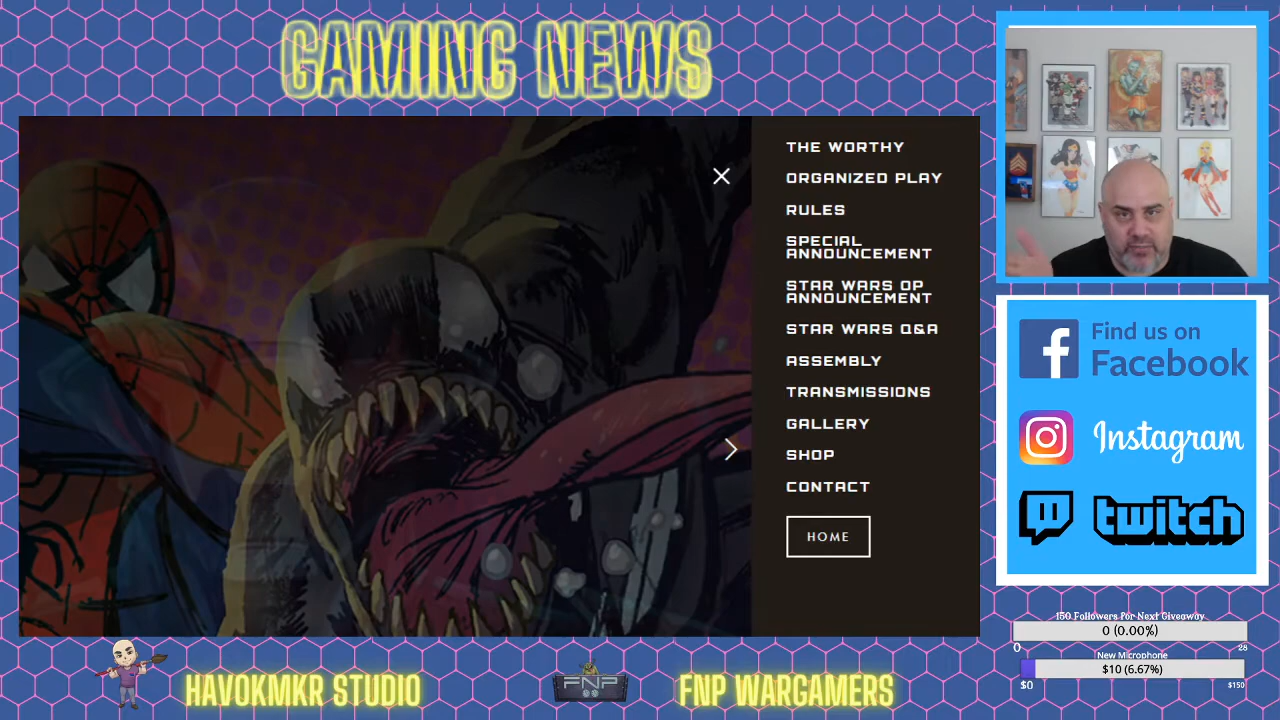 GAMING NEWS
THE WORTHY
ORGANIZED PLAY
RULES
SPECIAL
ANNOUNCEMENT
STAR WARS OP
ANNOUNCEMENT
STAR WARS Q&A
ASSEMBLY
TRANSMISSIONS
GALLERY
SHOP
CONTACT
HOME
Find us on
Facebook
Instagram
twitch
150 Followers For Next Giveaway
0 (0.00%)
0 28
New Microphone
$10 (6.67%)
$0 $150
HAVOKMKR STUDIO
FNP
FNP WARGAMERS